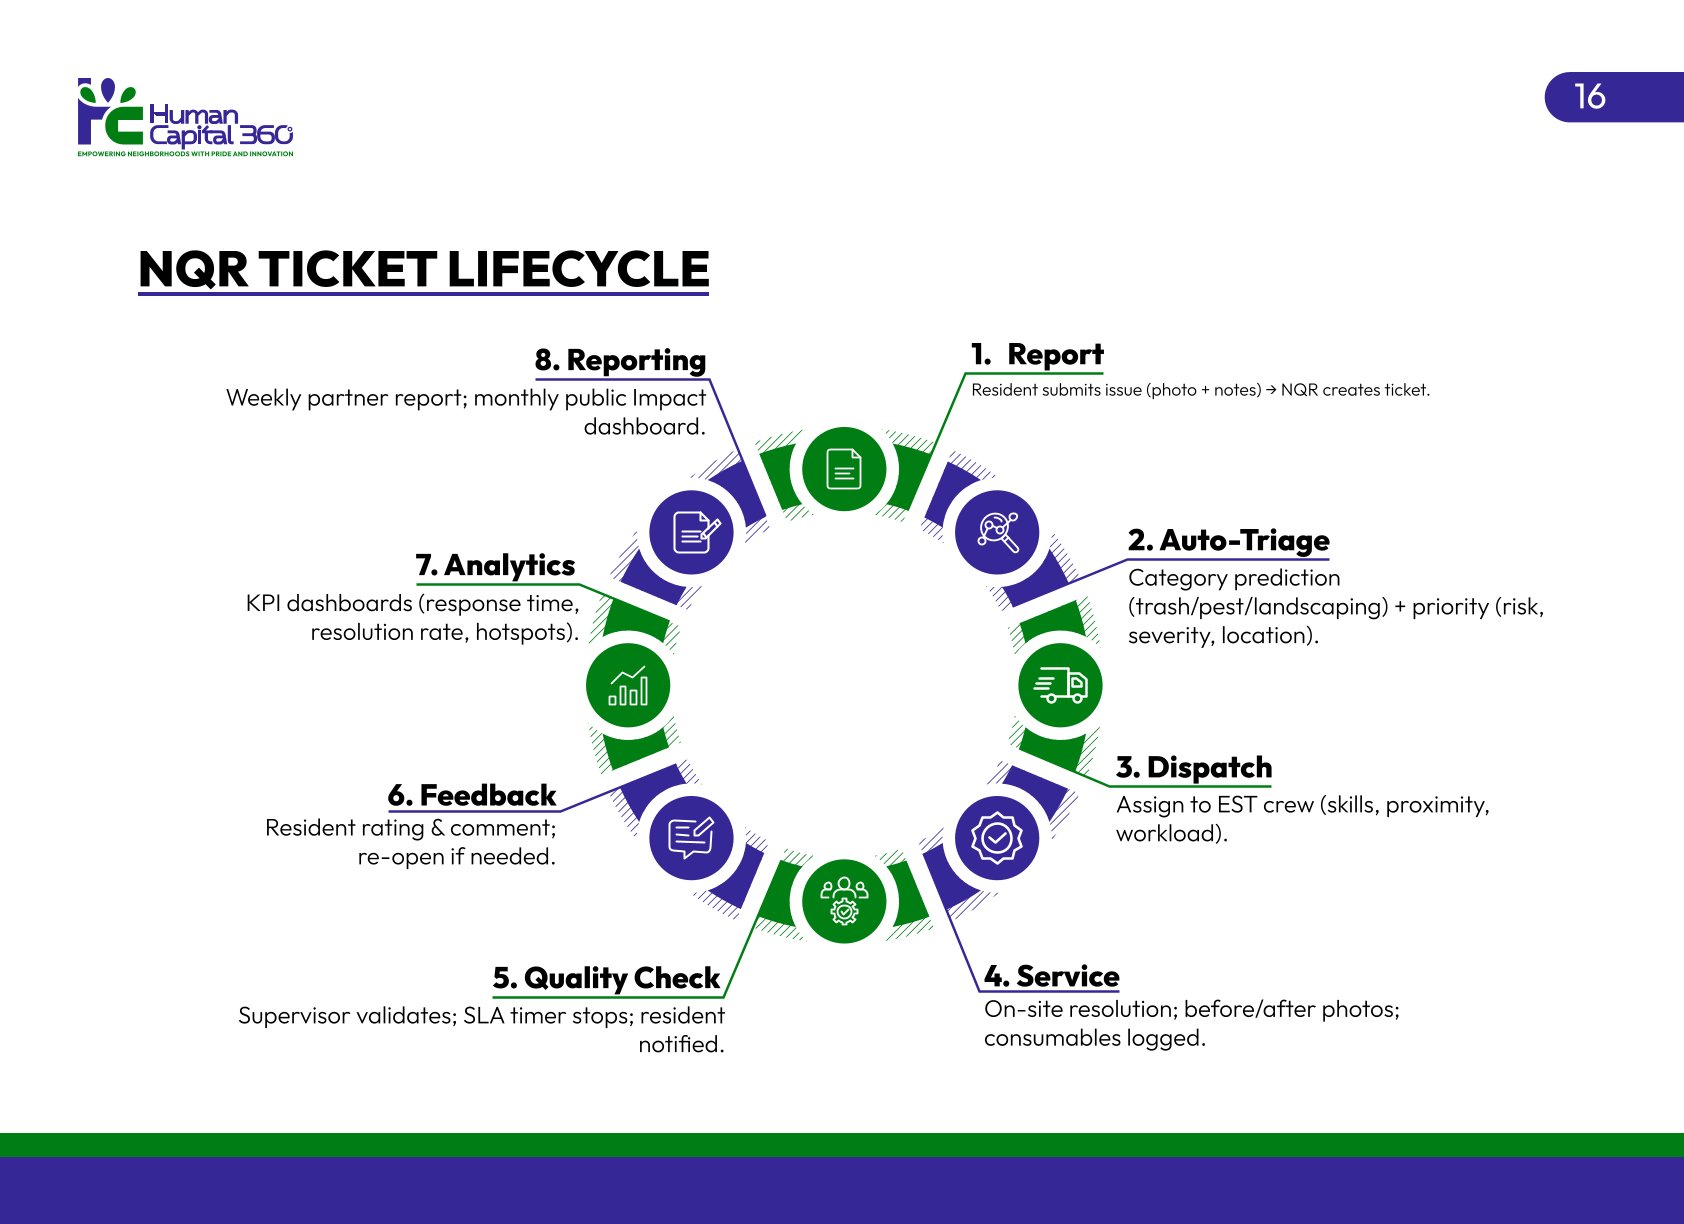 Human
Capital 360°
EMPOWERING NEIGHBORHOODS WITH PRIDE AND INNOVATION
16
NQR TICKET LIFECYCLE
1. Report
Resident submits issue (photo + notes) → NQR creates ticket.
2. Auto-Triage
Category prediction
(trash/pest/landscaping) + priority (risk,
severity, location).
3. Dispatch
Assign to EST crew (skills, proximity,
workload).
4. Service
On-site resolution; before/after photos;
consumables logged.
5. Quality Check
Supervisor validates; SLA timer stops; resident
notified.
6. Feedback
Resident rating & comment;
re-open if needed.
7. Analytics
KPI dashboards (response time,
resolution rate, hotspots).
8. Reporting
Weekly partner report; monthly public Impact
dashboard.